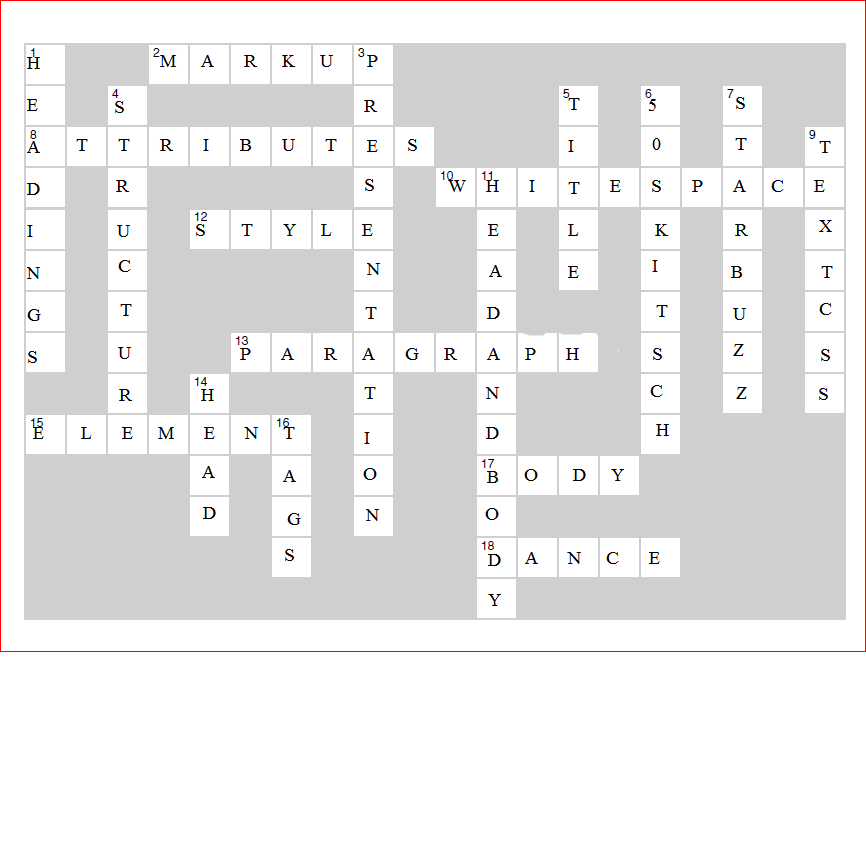 1H 2M A R K U 3P
E 4S R 5T 65 7S
8A T T R I B U T E S I 0 T 9T
D R S 10W 11H I T E S P A C E
I U 12S T Y L E E L K R X
N C N A E I B T
G T T D T U C
S U 13P A R A G R A P H S Z S
R 14H T N C Z S
15E L E M E N 16T I D H
A A O 17B O D Y
D G N O
S 18D A N C E
Y